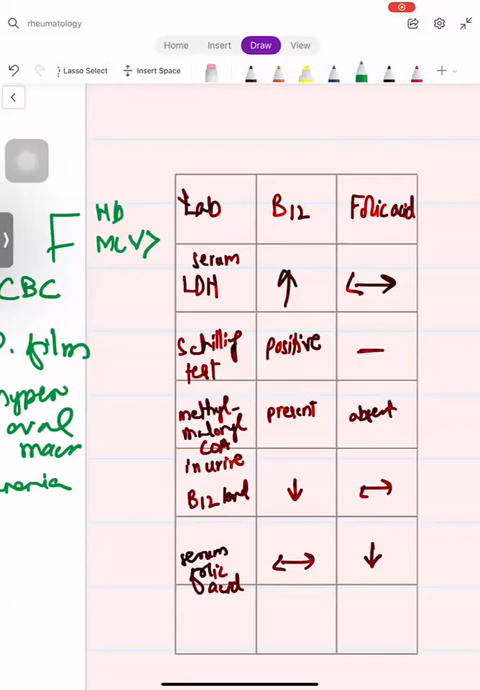 rheumatology
Home Insert Draw View
Lasso Select Insert Space
HB
MCV>
CBC
film
hyper
oval
macr
Lab B12 Folic acid
serum
LDH ↑ ↔
Schillig
test positive —
methyl-
malonyl
COA
in urine present absent
B12 level ↓ ↔
serum
folic
acid ↔ ↓